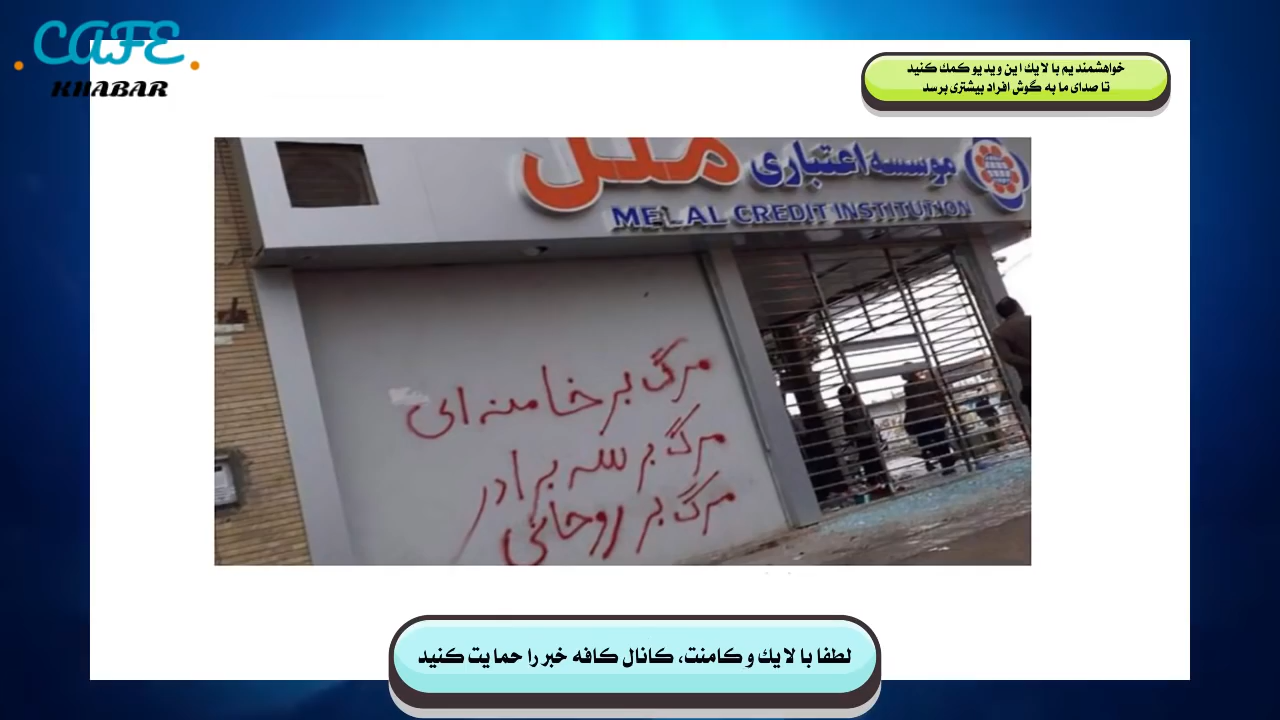 CAFE
KHABAR
خواهشمندیم با لایک این ویدیو کمک کنید
تا صدای ما به گوش افراد بیشتری برسد
موسسه اعتباری ملل
MELAL CREDIT INSTITUTION
مرگ بر خامنه ای
مرگ بر سه برادر
مرگ بر روحانی
لطفا با لایک و کامنت، کانال کافه خبر را حمایت کنید